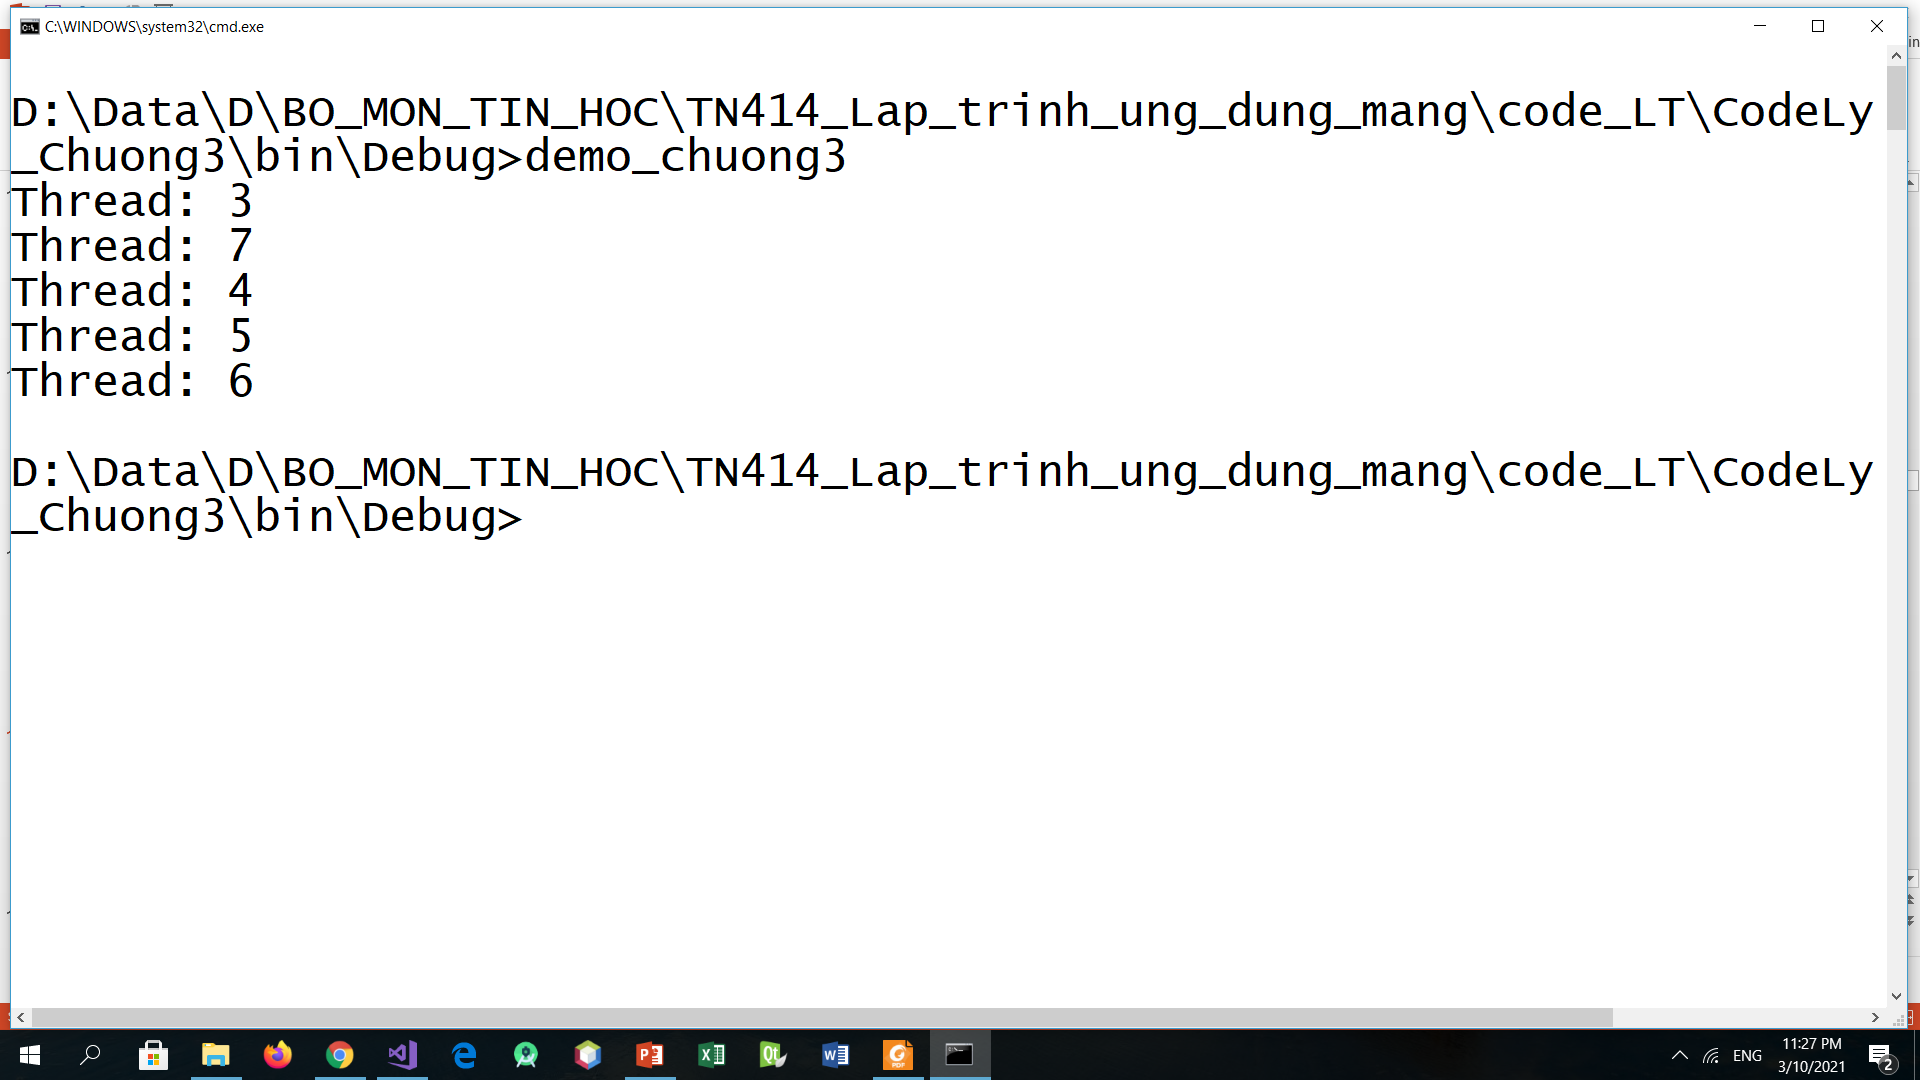 C:\WINDOWS\system32\cmd.exe
in
D:\Data\D\BO_MON_TIN_HOC\TN414_Lap_trinh_ung_dung_mang\code_LT\CodeLy
_Chuong3\bin\Debug>demo_chuong3
Thread: 3
Thread: 7
Thread: 4
Thread: 5
Thread: 6
D:\Data\D\BO_MON_TIN_HOC\TN414_Lap_trinh_ung_dung_mang\code_LT\CodeLy
_Chuong3\bin\Debug>
ENG
11:27 PM
3/10/2021
2